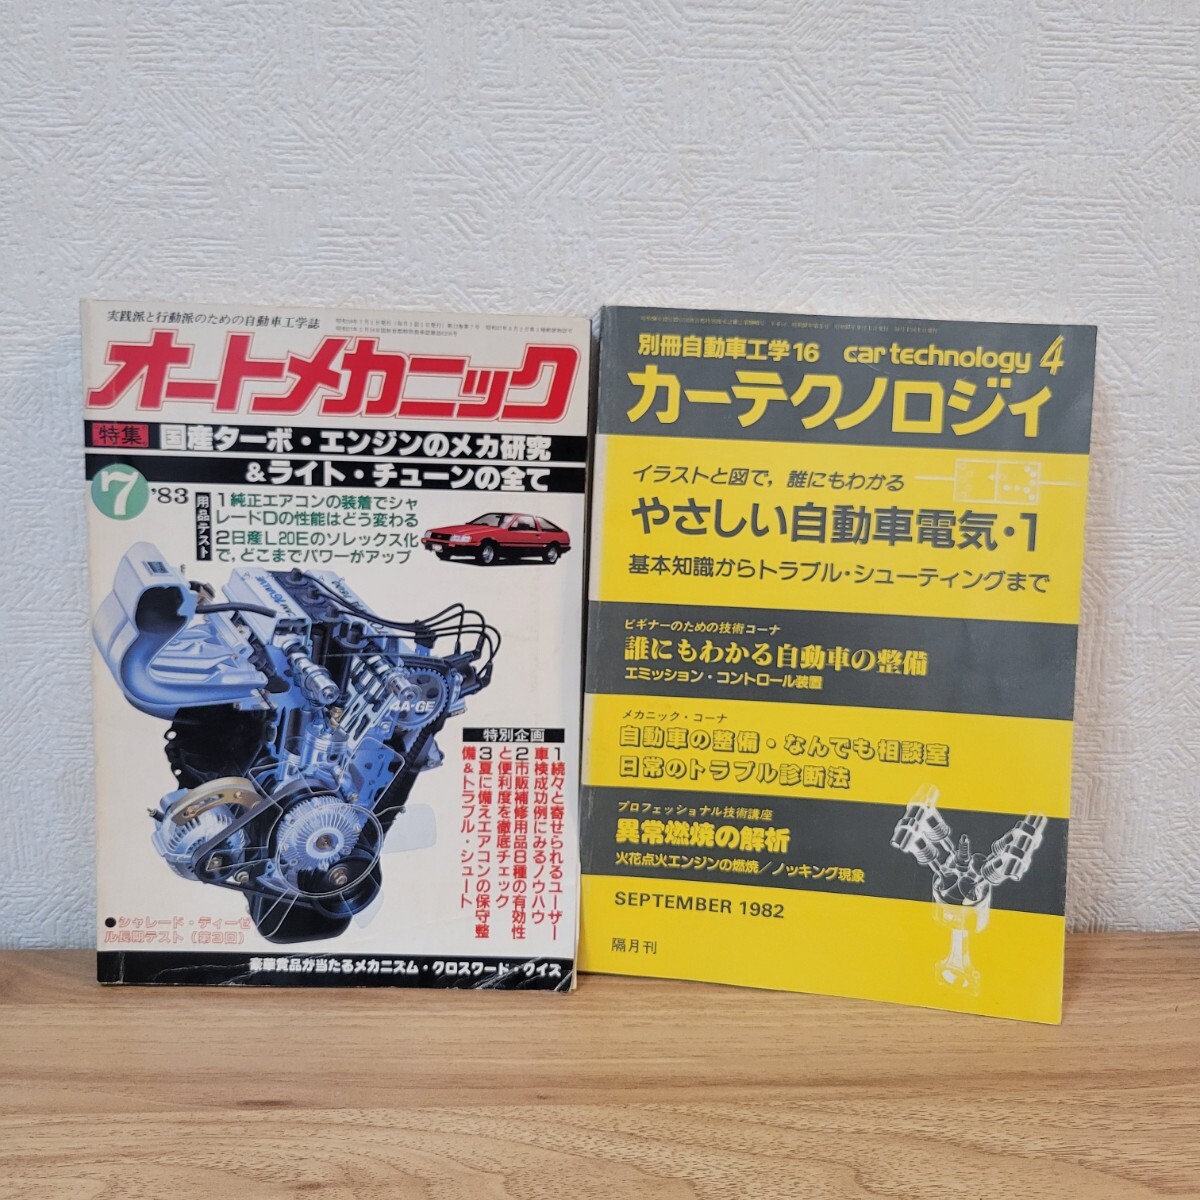 実践派と行動派のための自動車工学誌
オートメカニック
特集 国産ターボ・エンジンのメカ研究
&ライト・チューンの全て
7 '83
用品テスト
1純正エアコンの装着でシャ
レードDの性能はどう変わる
2日産L20Eのソレックス化
で,どこまでパワーがアップ
4A-GE
特別企画
1続々と寄せられるユーザー
車検成功例にみるノウハウ
2市販補修用品8種の有効性
と便利度を徹底チェック
3夏に備えエアコンの保守整
備&トラブル・シュート
●シャレード・ディーゼ
ル長期テスト(第3回)
豪華賞品が当たるメカニズム・クロスワード・クイズ
別冊自動車工学16 car technology 4
カーテクノロジィ
イラストと図で,誰にもわかる
やさしい自動車電気・1
基本知識からトラブル・シューティングまで
ビギナーのための技術コーナ
誰にもわかる自動車の整備
エミッション・コントロール装置
メカニック・コーナ
自動車の整備・なんでも相談室
日常のトラブル診断法
プロフェッショナル技術講座
異常燃焼の解析
火花点火エンジンの燃焼/ノッキング現象
SEPTEMBER 1982
隔月刊